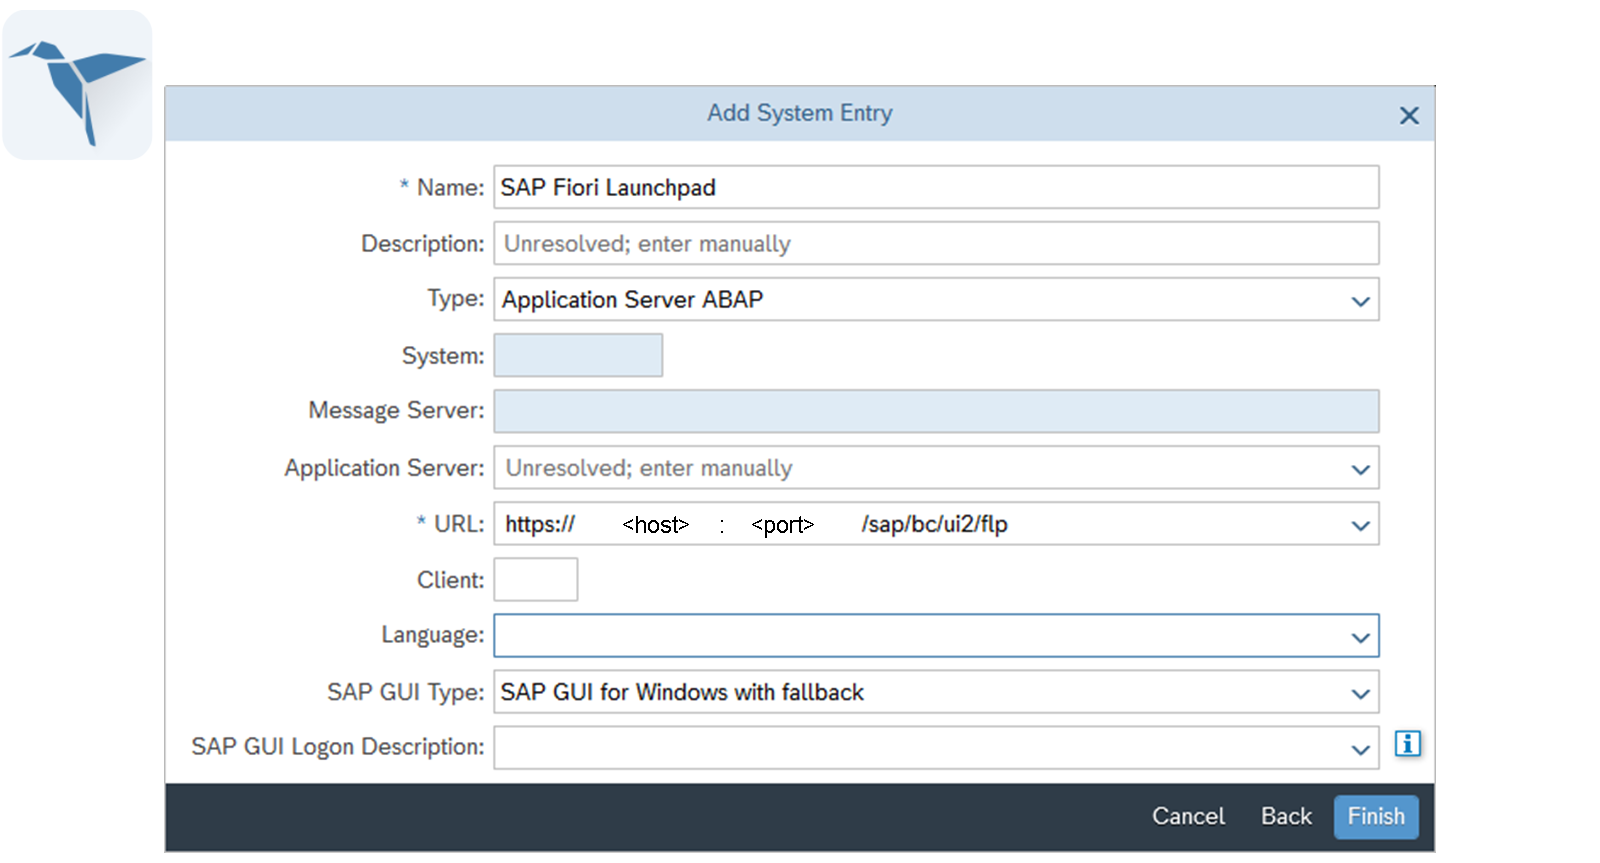 Add System Entry
* Name: SAP Fiori Launchpad
Description: Unresolved; enter manually
Type: Application Server ABAP
System:
Message Server:
Application Server: Unresolved; enter manually
* URL: https:// <host> : <port> /sap/bc/ui2/flp
Client:
Language:
SAP GUI Type: SAP GUI for Windows with fallback
SAP GUI Logon Description:
Cancel Back Finish